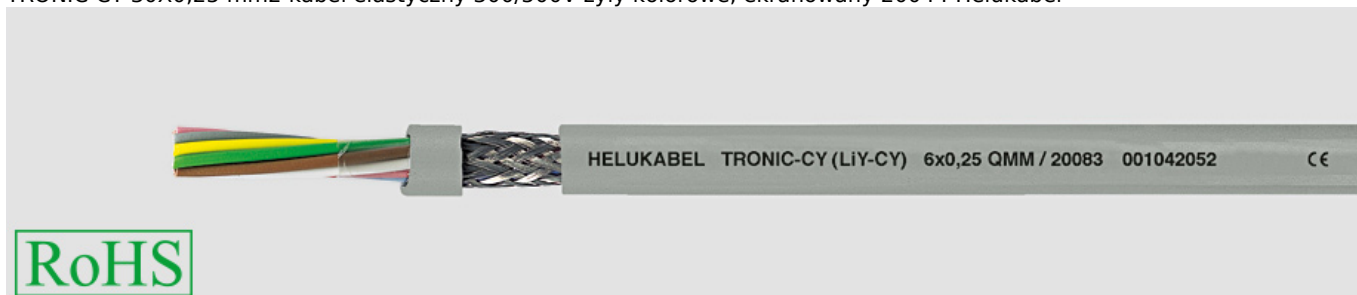 HELUKABEL TRONIC-CY (LiY-CY) 6x0,25 QMM / 20083 001042052 CE
RoHS